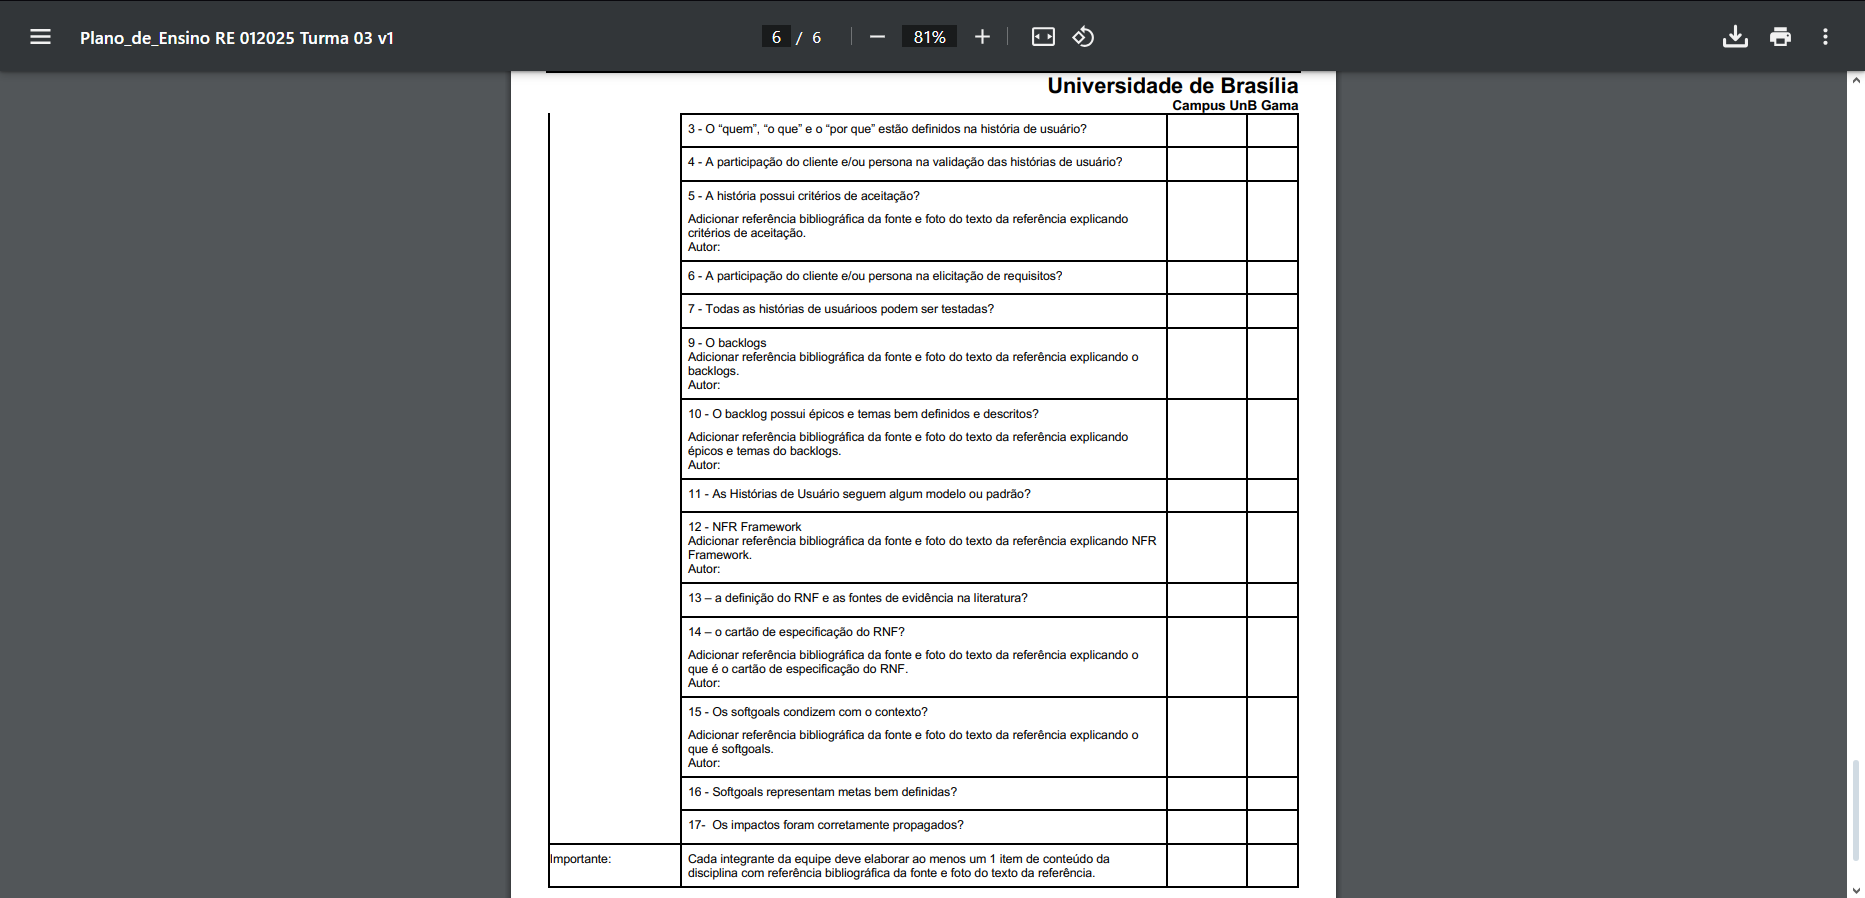 Plano_de_Ensino RE 012025 Turma 03 v1
6 / 6
81%
Universidade de Brasília
Campus UnB Gama
3 - O “quem”, “o que” e o “por que” estão definidos na história de usuário?
4 - A participação do cliente e/ou persona na validação das histórias de usuário?
5 - A história possui critérios de aceitação?
Adicionar referência bibliográfica da fonte e foto do texto da referência explicando
critérios de aceitação.
Autor:
6 - A participação do cliente e/ou persona na elicitação de requisitos?
7 - Todas as histórias de usuárioos podem ser testadas?
9 - O backlogs
Adicionar referência bibliográfica da fonte e foto do texto da referência explicando o
backlogs.
Autor:
10 - O backlog possui épicos e temas bem definidos e descritos?
Adicionar referência bibliográfica da fonte e foto do texto da referência explicando
épicos e temas do backlogs.
Autor:
11 - As Histórias de Usuário seguem algum modelo ou padrão?
12 - NFR Framework
Adicionar referência bibliográfica da fonte e foto do texto da referência explicando NFR
Framework.
Autor:
13 – a definição do RNF e as fontes de evidência na literatura?
14 – o cartão de especificação do RNF?
Adicionar referência bibliográfica da fonte e foto do texto da referência explicando o
que é o cartão de especificação do RNF.
Autor:
15 - Os softgoals condizem com o contexto?
Adicionar referência bibliográfica da fonte e foto do texto da referência explicando o
que é softgoals.
Autor:
16 - Softgoals representam metas bem definidas?
17- Os impactos foram corretamente propagados?
Importante:
Cada integrante da equipe deve elaborar ao menos um 1 item de conteúdo da
disciplina com referência bibliográfica da fonte e foto do texto da referência.